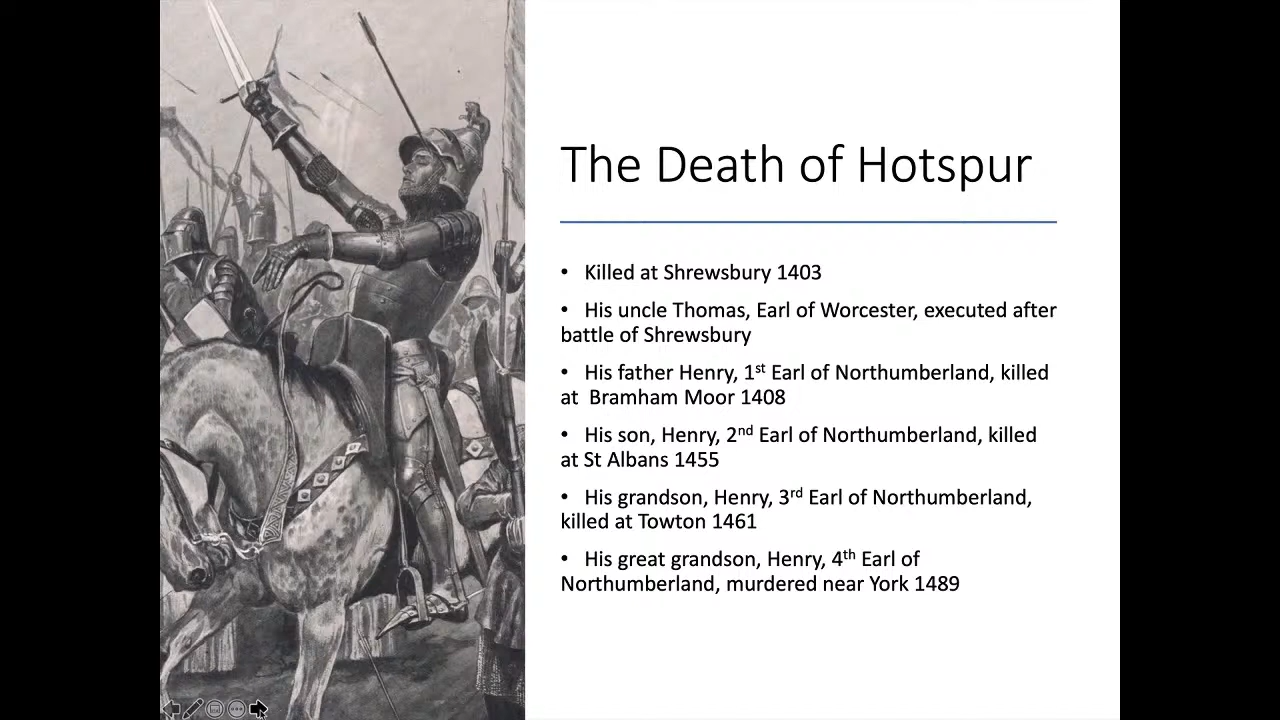 The Death of Hotspur
• Killed at Shrewsbury 1403
• His uncle Thomas, Earl of Worcester, executed after
battle of Shrewsbury
• His father Henry, 1st Earl of Northumberland, killed
at Bramham Moor 1408
• His son, Henry, 2nd Earl of Northumberland, killed
at St Albans 1455
• His grandson, Henry, 3rd Earl of Northumberland,
killed at Towton 1461
• His great grandson, Henry, 4th Earl of
Northumberland, murdered near York 1489